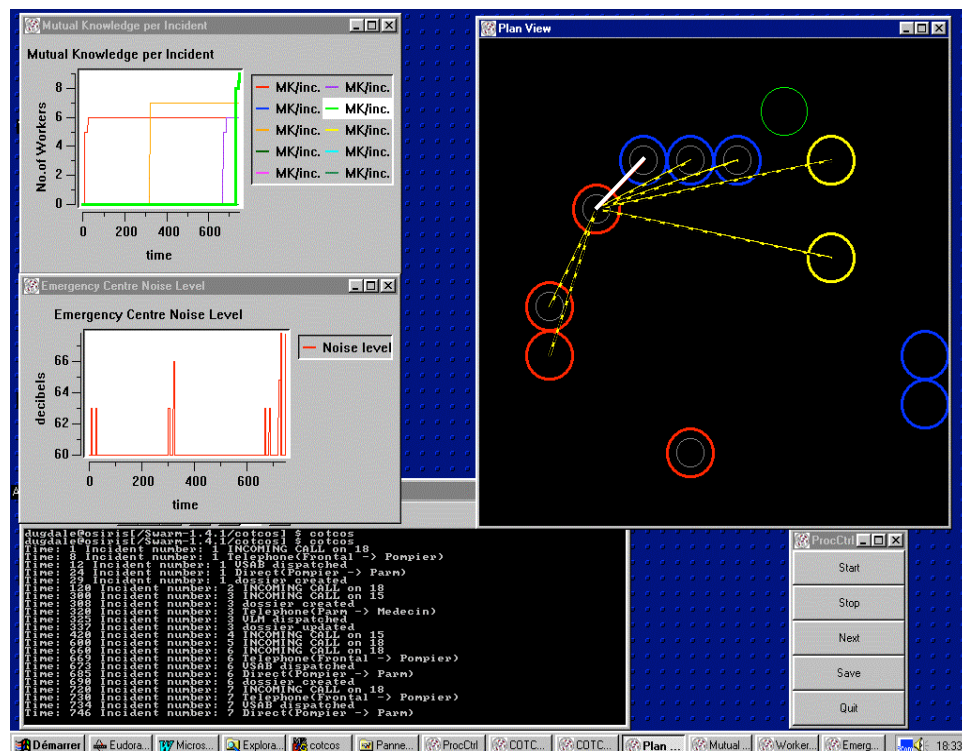 Mutual Knowledge per Incident
Mutual Knowledge per Incident
No.of Workers
8
6
4
2
0
0 200 400 600
time
MK/inc. MK/inc.
MK/inc. MK/inc.
MK/inc. MK/inc.
MK/inc. MK/inc.
MK/inc. MK/inc.
Plan View
Emergency Centre Noise Level
Emergency Centre Noise Level
decibels
66
64
62
60
0 200 400 600
time
Noise level
dugdale@osiris[/Swarm-1.4.1/cotcos] $ cotcos
dugdale@osiris[/Swarm-1.4.1/cotcos] $ cotcos
Time: 1 Incident number: 1 INCOMING CALL on 18
Time: 8 Incident number: 1 Telephone(Frontal -> Pompier)
Time: 12 Incident number: 1 VSAB dispatched
Time: 24 Incident number: 1 Direct(Pompier -> Parm)
Time: 29 Incident number: 1 dossier created
Time: 120 Incident number: 2 INCOMING CALL on 18
Time: 300 Incident number: 3 INCOMING CALL on 15
Time: 308 Incident number: 3 dossier created
Time: 320 Incident number: 3 Telephone(Parm -> Medecin)
Time: 325 Incident number: 3 VLM dispatched
Time: 337 Incident number: 3 dossier updated
Time: 420 Incident number: 4 INCOMING CALL on 15
Time: 600 Incident number: 5 INCOMING CALL on 18
Time: 660 Incident number: 6 INCOMING CALL on 18
Time: 669 Incident number: 6 Telephone(Frontal -> Pompier)
Time: 673 Incident number: 6 VSAB dispatched
Time: 685 Incident number: 6 Direct(Pompier -> Parm)
Time: 690 Incident number: 6 dossier created
Time: 720 Incident number: 7 INCOMING CALL on 18
Time: 730 Incident number: 7 Telephone(Frontal -> Pompier)
Time: 734 Incident number: 7 VSAB dispatched
Time: 746 Incident number: 7 Direct(Pompier -> Parm)
ProcCtrl
Start
Stop
Next
Save
Quit
Démarrer Eudora... Micros... Explora... cotcos Panne... ProcCtrl COTC... COTC... Plan ... Mutual ... Worker... Emerg... 18:33